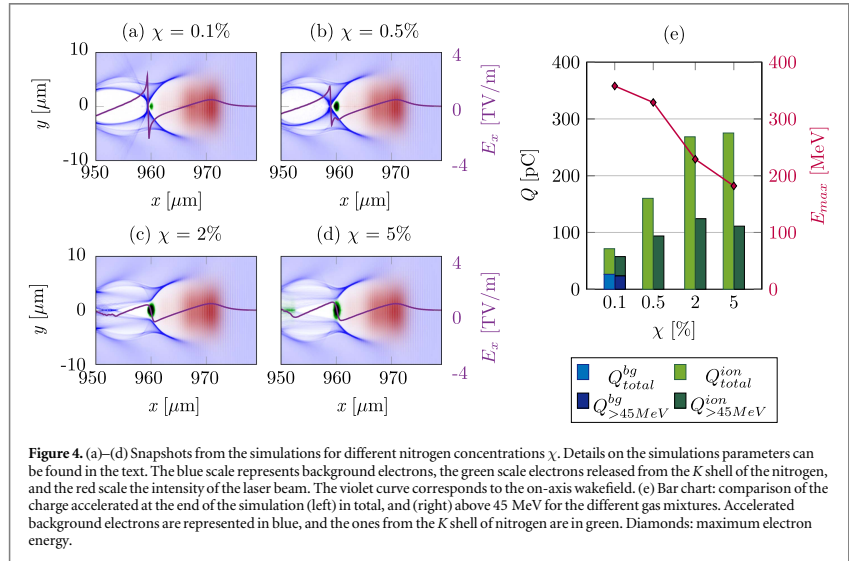 (a) χ = 0.1%
(b) χ = 0.5%
10
0
-10
y [μm]
950
960
970
x [μm]
950
960
970
x [μm]
4
0
-4
E_x [TV/m]
(c) χ = 2%
(d) χ = 5%
10
0
-10
y [μm]
950
960
970
x [μm]
950
960
970
x [μm]
4
0
-4
E_x [TV/m]
(e)
400
300
200
100
0
Q [pC]
400
300
200
100
0
E_max [MeV]
0.1
0.5
2
5
χ [%]
Q^bg_total
Q^ion_total
Q^bg_>45MeV
Q^ion_>45MeV
Figure 4. (a)–(d) Snapshots from the simulations for different nitrogen concentrations χ. Details on the simulations parameters can
be found in the text. The blue scale represents background electrons, the green scale electrons released from the K shell of the nitrogen,
and the red scale the intensity of the laser beam. The violet curve corresponds to the on-axis wakefield. (e) Bar chart: comparison of the
charge accelerated at the end of the simulation (left) in total, and (right) above 45 MeV for the different gas mixtures. Accelerated
background electrons are represented in blue, and the ones from the K shell of nitrogen are in green. Diamonds: maximum electron
energy.